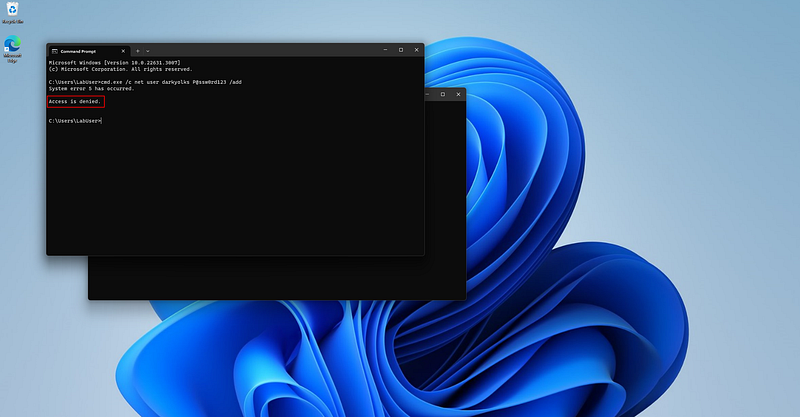 Recycle Bin
Microsoft
Edge
Command Prompt
Microsoft Windows [Version 10.0.22631.3007]
(c) Microsoft Corporation. All rights reserved.
C:\Users\LabUser>cmd.exe /c net user darkyolks P@ssw0rd123 /add
System error 5 has occurred.
Access is denied.
C:\Users\LabUser>